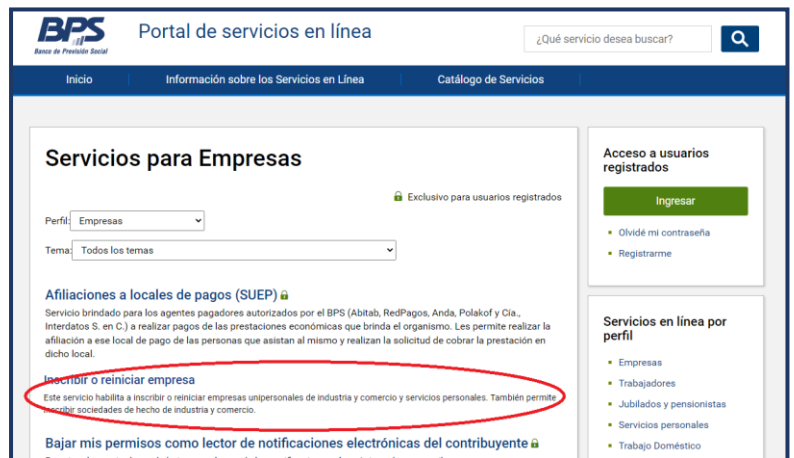 BPS
Banco de Previsión Social
Portal de servicios en línea
¿Qué servicio desea buscar?
Inicio
Información sobre los Servicios en Línea
Catálogo de Servicios
Servicios para Empresas
Exclusivo para usuarios registrados
Perfil: Empresas
Tema: Todos los temas
Afiliaciones a locales de pagos (SUEP)
Servicio brindado para los agentes pagadores autorizados por el BPS (Abitab, RedPagos, Anda, Polakof y Cía.,
Interdatos S. en C.) a realizar pagos de las prestaciones económicas que brinda el organismo. Les permite realizar la
afiliación a ese local de pago de las personas que asistan al mismo y realizan la solicitud de cobrar la prestación en
dicho local.
Inscribir o reiniciar empresa
Este servicio habilita a inscribir o reiniciar empresas unipersonales de industria y comercio y servicios personales. También permite
inscribir sociedades de hecho de industria y comercio.
Bajar mis permisos como lector de notificaciones electrónicas del contribuyente
Acceso a usuarios
registrados
Ingresar
Olvidé mi contraseña
Registrarme
Servicios en línea por
perfil
Empresas
Trabajadores
Jubilados y pensionistas
Servicios personales
Trabajo Doméstico